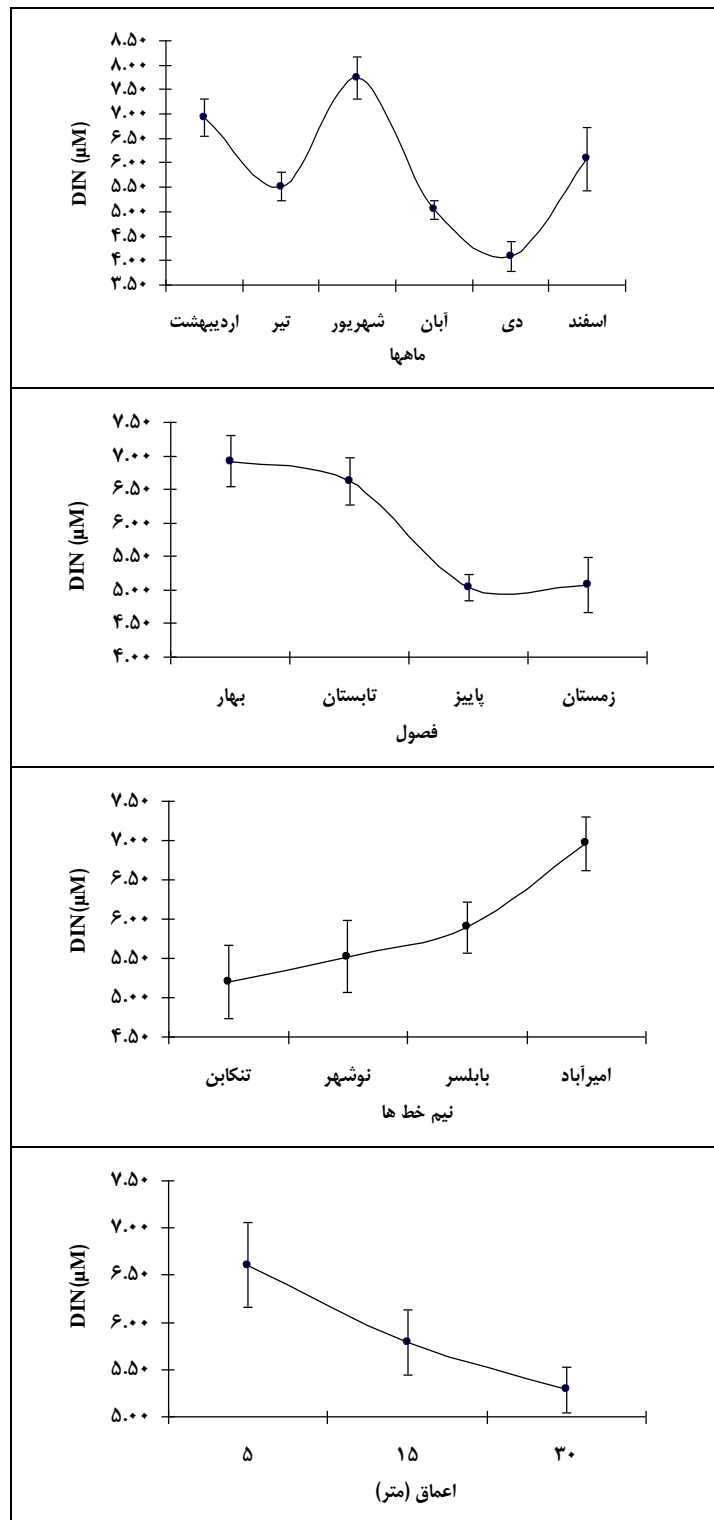 DIN (µM)
۸.۵۰
۸.۰۰
۷.۵۰
۷.۰۰
۶.۵۰
۶.۰۰
۵.۵۰
۵.۰۰
۴.۵۰
۴.۰۰
۳.۵۰
اردیبهشت تیر شهریور آبان دی اسفند
ماهها
DIN (µM)
۷.۵۰
۷.۰۰
۶.۵۰
۶.۰۰
۵.۵۰
۵.۰۰
۴.۵۰
۴.۰۰
بهار تابستان پاییز زمستان
فصول
DIN(µM)
۷.۵۰
۷.۰۰
۶.۵۰
۶.۰۰
۵.۵۰
۵.۰۰
۴.۵۰
تنکابن نوشهر بابلسر امیرآباد
نیم خط ها
DIN(µM)
۷.۵۰
۷.۰۰
۶.۵۰
۶.۰۰
۵.۵۰
۵.۰۰
۵ ۱۵ ۳۰
اعماق (متر)